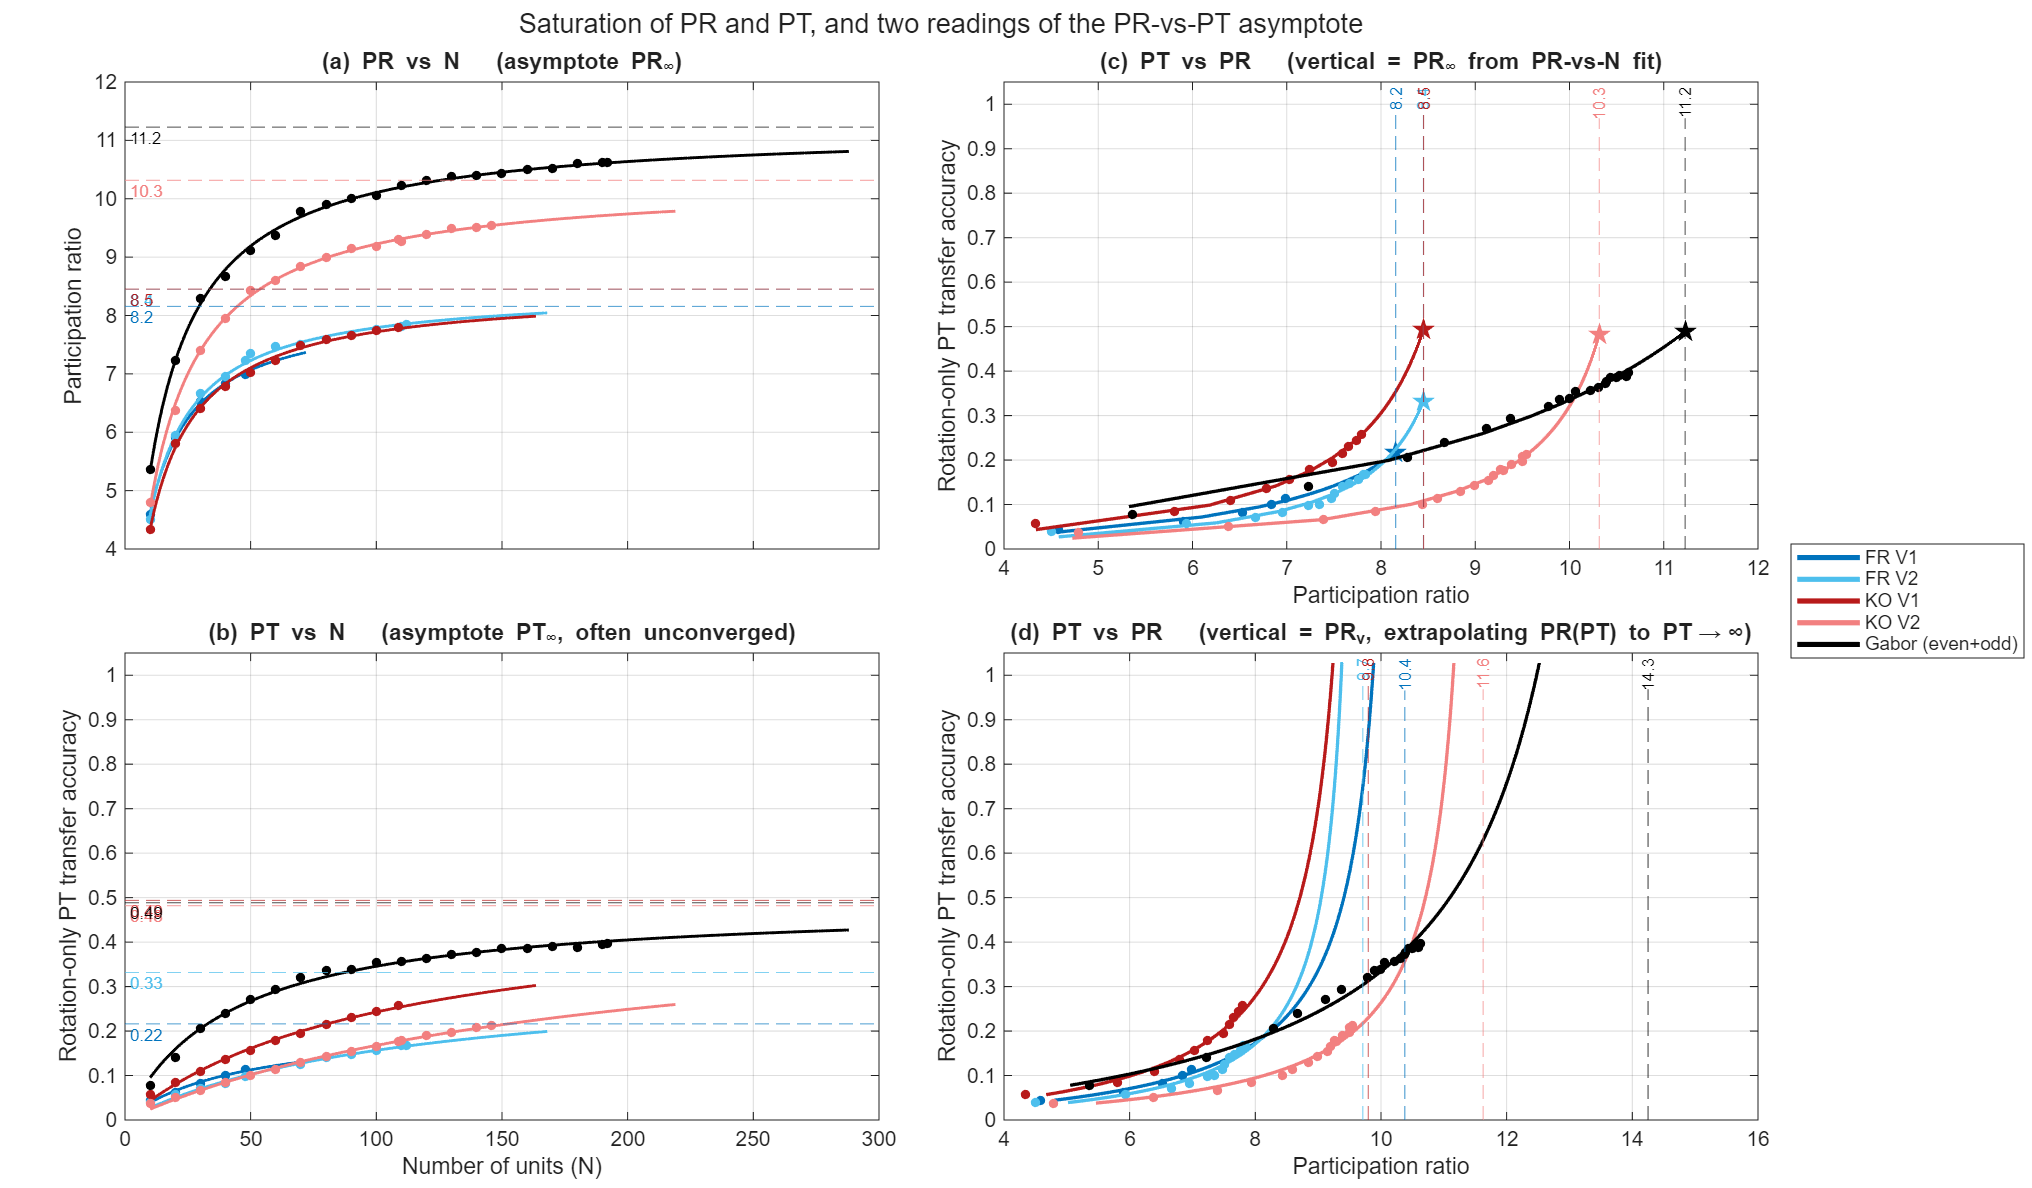 Saturation of PR and PT, and two readings of the PR-vs-PT asymptote
(a) PR vs N (asymptote PR∞)
12
11
10
9
8
7
6
5
4
11.2
10.3
8.5
8.2
Participation ratio
(c) PT vs PR (vertical = PR∞ from PR-vs-N fit)
1
0.9
0.8
0.7
0.6
0.5
0.4
0.3
0.2
0.1
0
8.2
8.5
10.3
11.2
4 5 6 7 8 9 10 11 12
Rotation-only PT transfer accuracy
Participation ratio
FR V1
FR V2
KO V1
KO V2
Gabor (even+odd)
(b) PT vs N (asymptote PT∞, often unconverged)
1
0.9
0.8
0.7
0.6
0.5
0.4
0.3
0.2
0.1
0
0.49
0.33
0.22
0 50 100 150 200 250 300
Rotation-only PT transfer accuracy
Number of units (N)
(d) PT vs PR (vertical = PRᵥ, extrapolating PR(PT) to PT → ∞)
1
0.9
0.8
0.7
0.6
0.5
0.4
0.3
0.2
0.1
0
9.7
9.8
10.4
11.6
14.3
4 6 8 10 12 14 16
Rotation-only PT transfer accuracy
Participation ratio